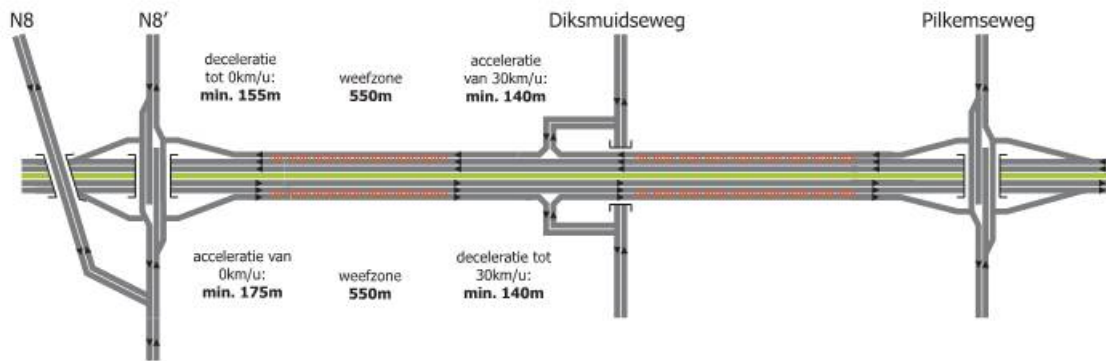 N8
N8'
Diksmuidseweg
Pilkemseweg
deceleratie
tot 0km/u:
min. 155m
weefzone
550m
acceleratie
van 30km/u:
min. 140m
acceleratie van
0km/u:
min. 175m
weefzone
550m
deceleratie tot
30km/u:
min. 140m